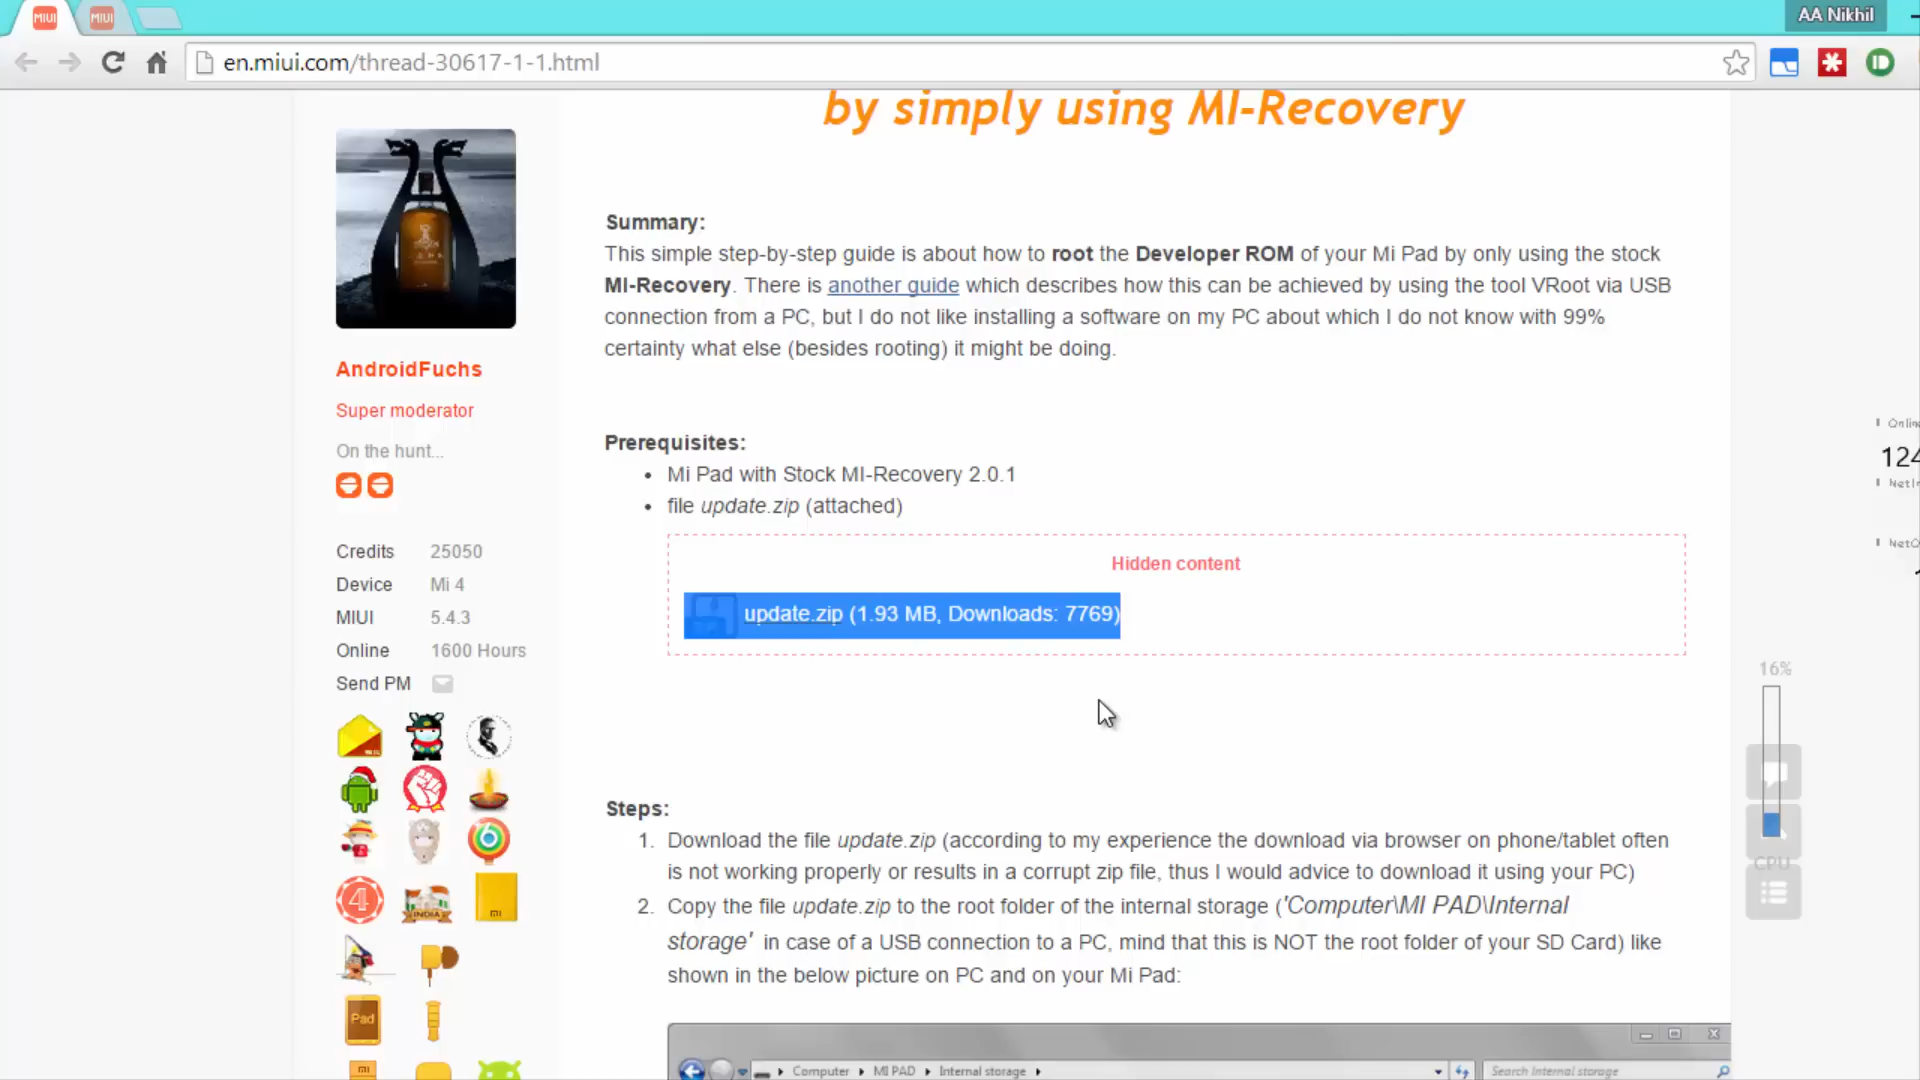 MIUI
MIUI
AA Nikhil
en.miui.com/thread-30617-1-1.html
by simply using MI-Recovery
AndroidFuchs
Super moderator
On the hunt...
Credits 25050
Device Mi 4
MIUI 5.4.3
Online 1600 Hours
Send PM
4
INDIA
6
MI
Pad
MI
Summary:
This simple step-by-step guide is about how to root the Developer ROM of your Mi Pad by only using the stock
MI-Recovery. There is another guide which describes how this can be achieved by using the tool VRoot via USB
connection from a PC, but I do not like installing a software on my PC about which I do not know with 99%
certainty what else (besides rooting) it might be doing.
Prerequisites:
• Mi Pad with Stock MI-Recovery 2.0.1
• file update.zip (attached)
Hidden content
update.zip (1.93 MB, Downloads: 7769)
Steps:
1. Download the file update.zip (according to my experience the download via browser on phone/tablet often
is not working properly or results in a corrupt zip file, thus I would advice to download it using your PC)
2. Copy the file update.zip to the root folder of the internal storage ('Computer\MI PAD\Internal
storage' in case of a USB connection to a PC, mind that this is NOT the root folder of your SD Card) like
shown in the below picture on PC and on your Mi Pad:
Computer MI PAD Internal storage
Search Internal storage
124
16%
CPU